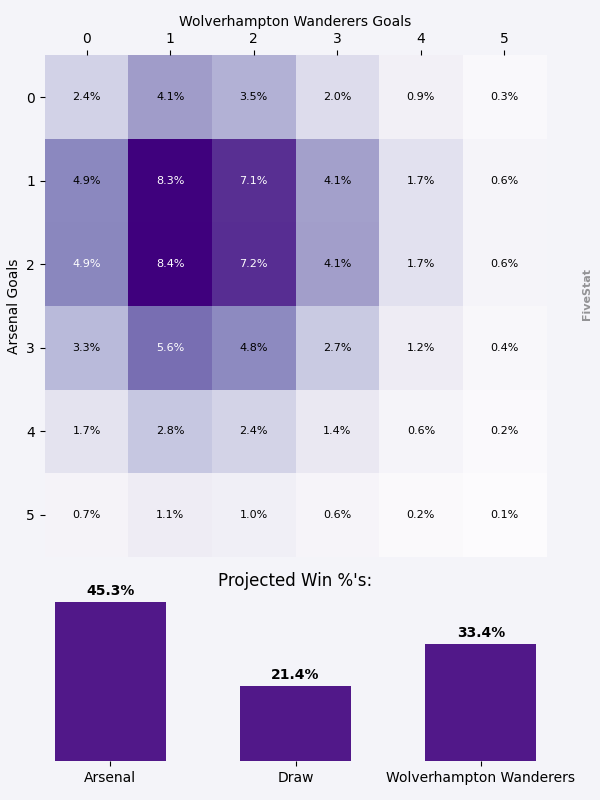 Wolverhampton Wanderers Goals
0 1 2 3 4 5
0 2.4% 4.1% 3.5% 2.0% 0.9% 0.3%
1 4.9% 8.3% 7.1% 4.1% 1.7% 0.6%
2 4.9% 8.4% 7.2% 4.1% 1.7% 0.6%
3 3.3% 5.6% 4.8% 2.7% 1.2% 0.4%
4 1.7% 2.8% 2.4% 1.4% 0.6% 0.2%
5 0.7% 1.1% 1.0% 0.6% 0.2% 0.1%
Arsenal Goals
FiveStat
Projected Win %'s:
45.3% 21.4% 33.4%
Arsenal Draw Wolverhampton Wanderers